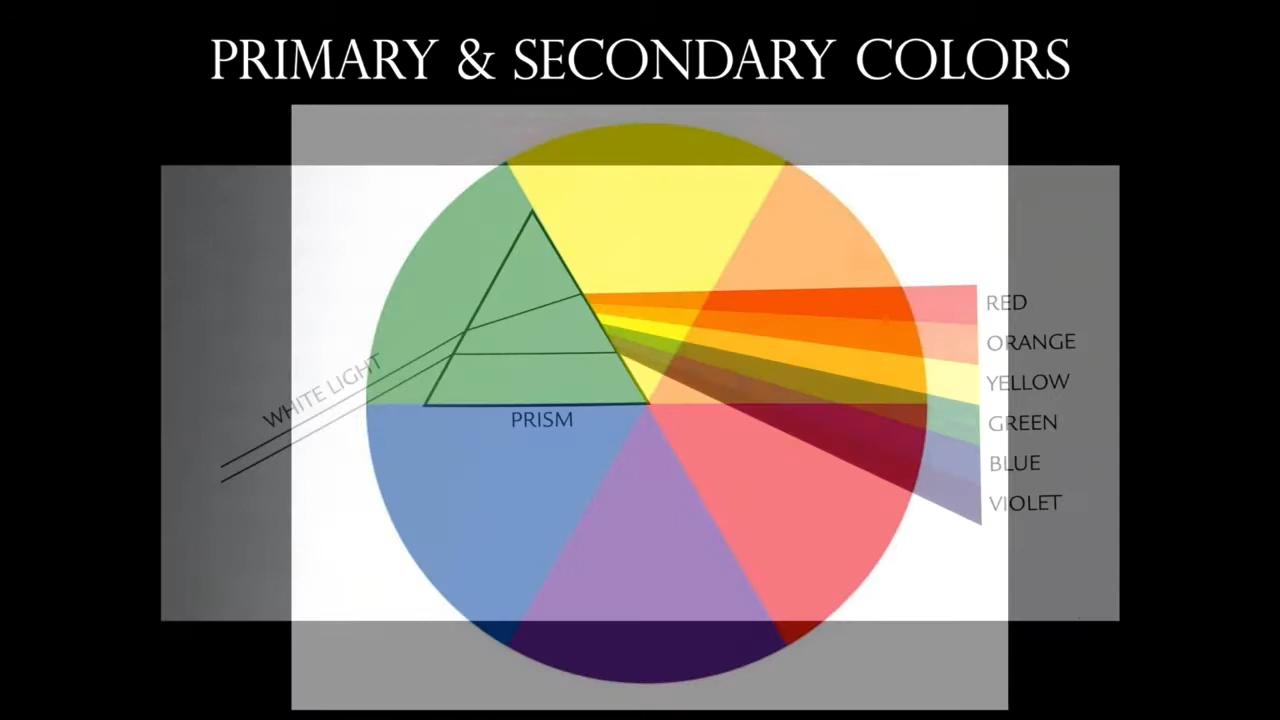 PRIMARY & SECONDARY COLORS
WHITE LIGHT
PRISM
RED
ORANGE
YELLOW
GREEN
BLUE
VIOLET